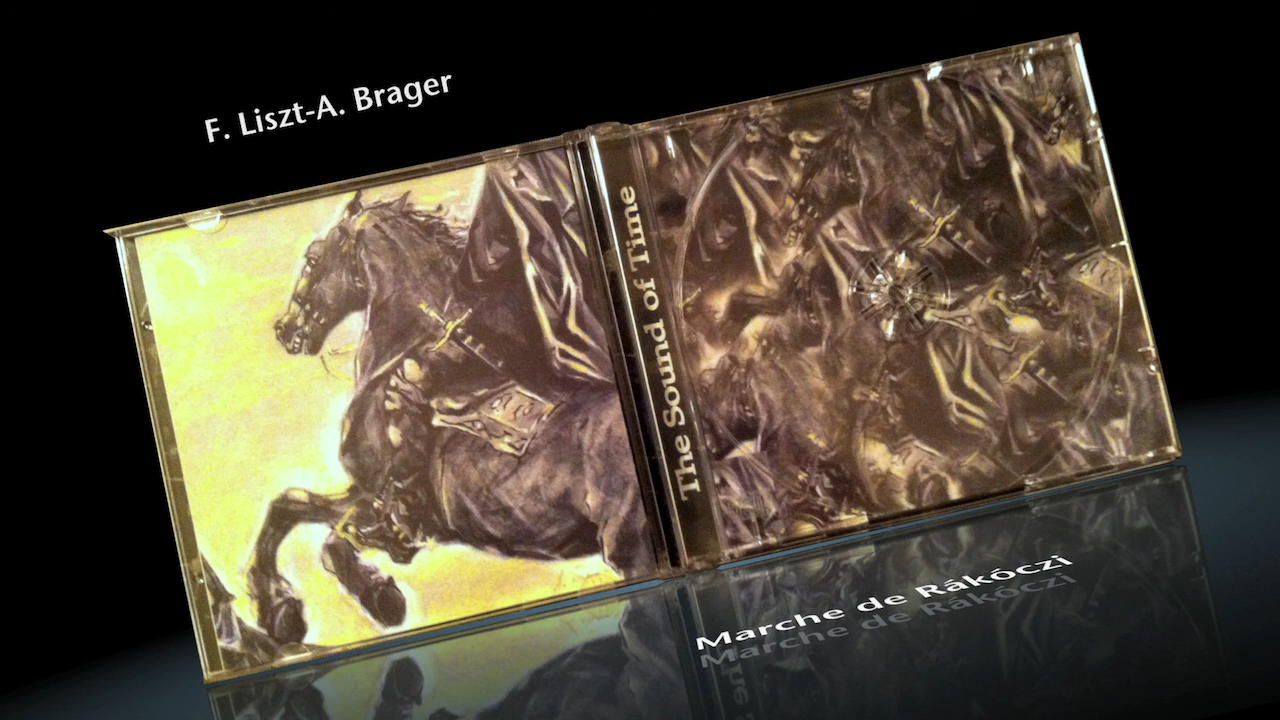 F. Liszt-A. Brager
The Sound of Time
Marche de Rákóczi